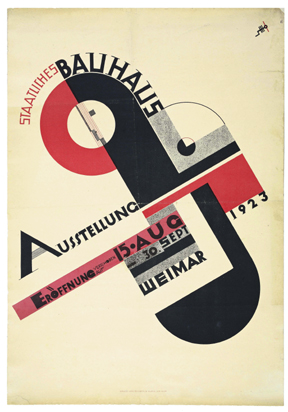 STAATLICHES
BAUHAUS
AUSSTELLUNG
15•AUG
30.SEPT
1923
ERÖFFNUNG
WEIMAR